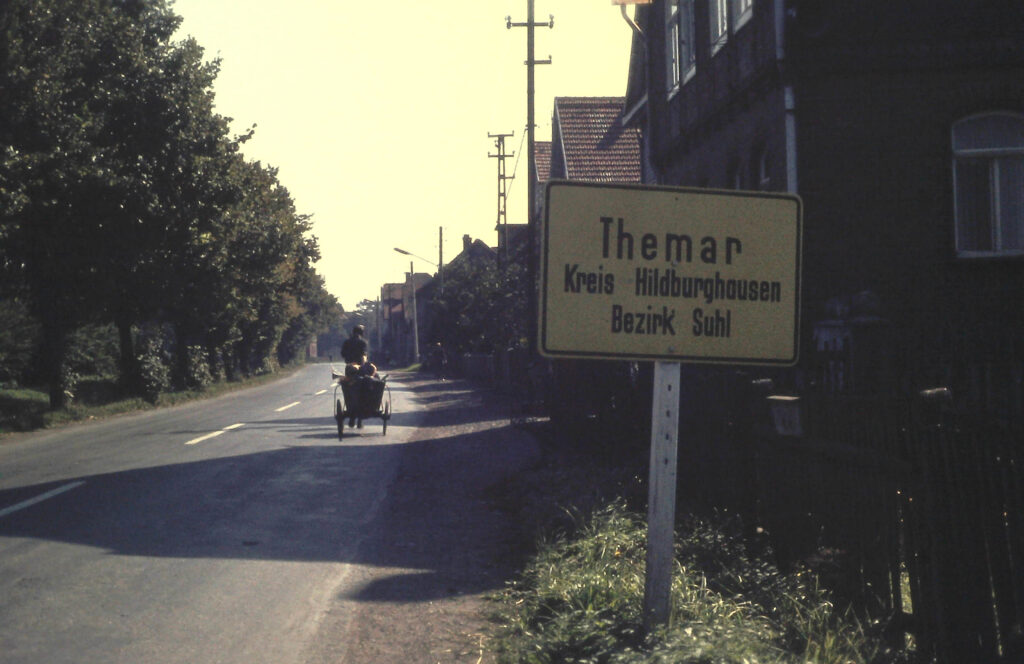 Themar
Kreis Hildburghausen
Bezirk Suhl